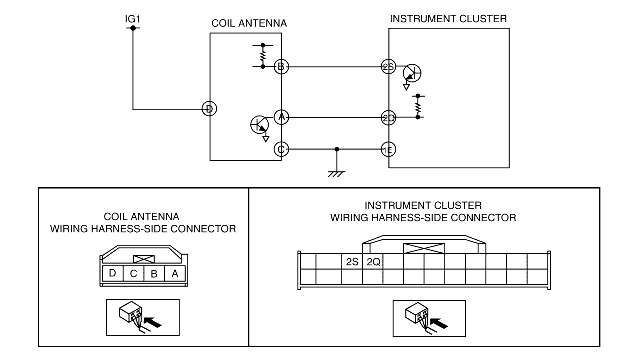 IG1
COIL ANTENNA
INSTRUMENT CLUSTER
B
2S
D
A
2Q
C
1E
COIL ANTENNA
WIRING HARNESS-SIDE CONNECTOR
D C B A
INSTRUMENT CLUSTER
WIRING HARNESS-SIDE CONNECTOR
2S 2Q